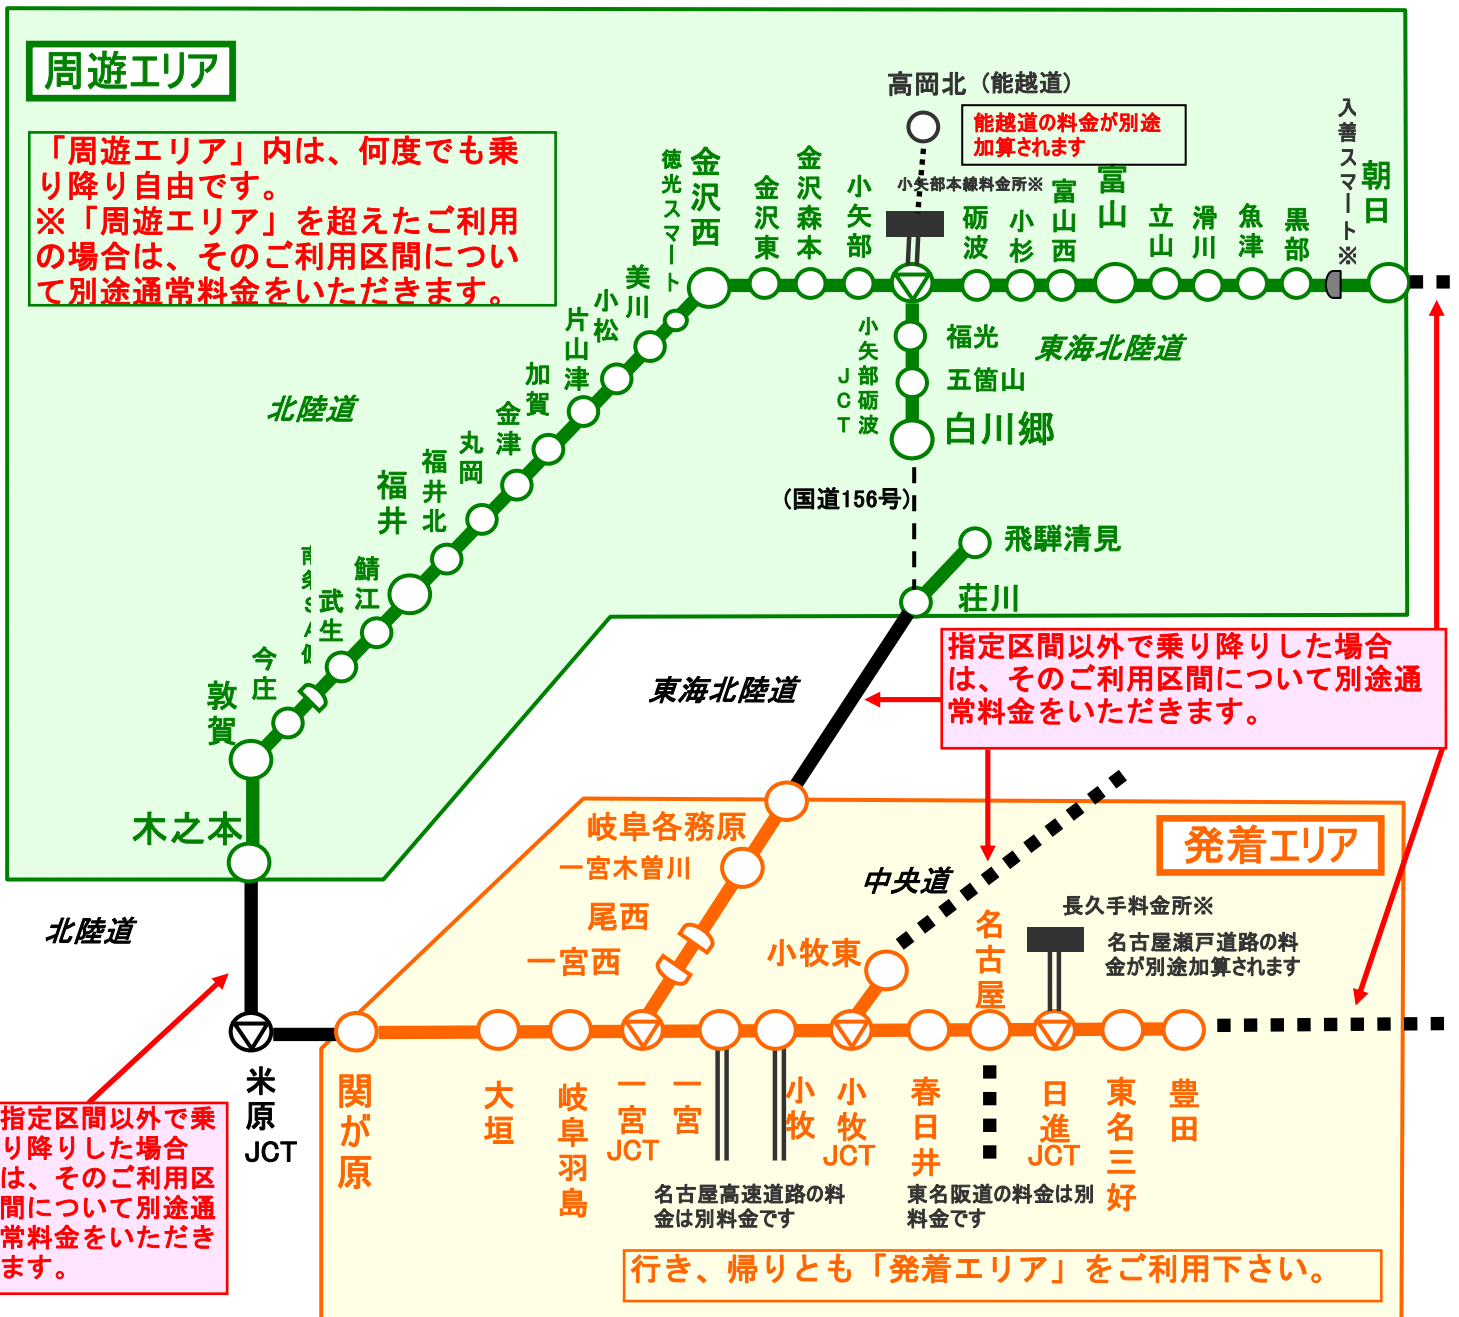 周遊エリア
「周遊エリア」内は、何度でも乗
り降り自由です。
※「周遊エリア」を超えたご利用
の場合は、そのご利用区間につい
て別途通常料金をいただきます。
高岡北（能越道）
能越道の料金が別途
加算されます
小矢部本線料金所※
徳光スマート
金沢西
金沢東
金沢森本
小矢部
砺波
小杉
富山西
富山
立山
滑川
魚津
黒部
入善スマート※
朝日
美川
小松
片山津
加賀
金津
丸岡
福井北
福井
鯖江
武生
今庄
敦賀
木之本
北陸道
小矢部砺波
JCT
福光
五箇山
白川郷
東海北陸道
(国道156号)
飛騨清見
荘川
指定区間以外で乗り降りした場合
は、そのご利用区間について別途通
常料金をいただきます。
東海北陸道
北陸道
中央道
発着エリア
岐阜各務原
一宮木曽川
尾西
一宮西
小牧東
名古屋
長久手料金所※
名古屋瀬戸道路の料
金が別途加算されます
米原
JCT
関が原
大垣
岐阜羽島
一宮
JCT
一宮
小牧
小牧
JCT
春日井
日進
JCT
東名三好
豊田
指定区間以外で乗
り降りした場合
は、そのご利用区
間について別途通
常料金をいただき
ます。
名古屋高速道路の料
金は別料金です
東名阪道の料金は別
料金です
行き、帰りとも「発着エリア」をご利用下さい。